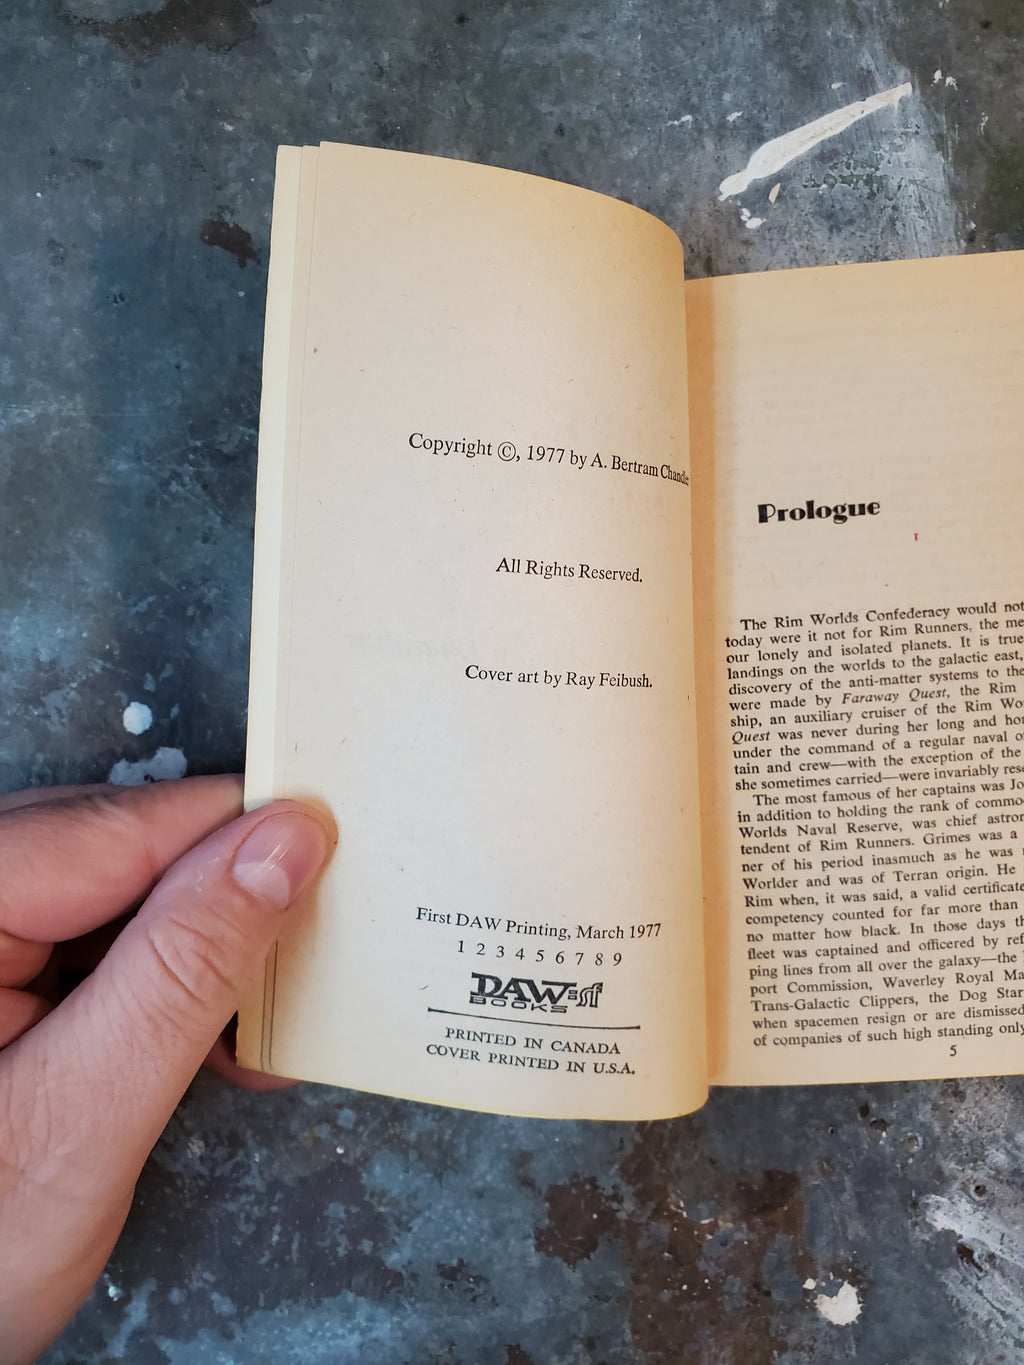 Copyright ©, 1977 by A. Bertram Chandler
All Rights Reserved.
Cover art by Ray Feibush.
First DAW Printing, March 1977
1 2 3 4 5 6 7 8 9
DAW=sf
BOOKS
PRINTED IN CANADA
COVER PRINTED IN U.S.A.
Prologue
The Rim Worlds Confederacy would not
today were it not for Rim Runners, the me
our lonely and isolated planets. It is true
landings on the worlds to the galactic east,
discovery of the anti-matter systems to the
were made by Faraway Quest, the Rim
ship, an auxiliary cruiser of the Rim Wo
Quest was never during her long and ho
under the command of a regular naval o
tain and crew—with the exception of the
she sometimes carried—were invariably rese
The most famous of her captains was Jo
in addition to holding the rank of commo
Worlds Naval Reserve, was chief astron
tendent of Rim Runners. Grimes was a
ner of his period inasmuch as he was
Worlder and was of Terran origin. He
Rim when, it was said, a valid certificate
competency counted for far more than
no matter how black. In those days th
fleet was captained and officered by ref
ping lines from all over the galaxy—the
port Commission, Waverley Royal Ma
Trans-Galactic Clippers, the Dog Star
when spacemen resign or are dismissed
of companies of such high standing only
5